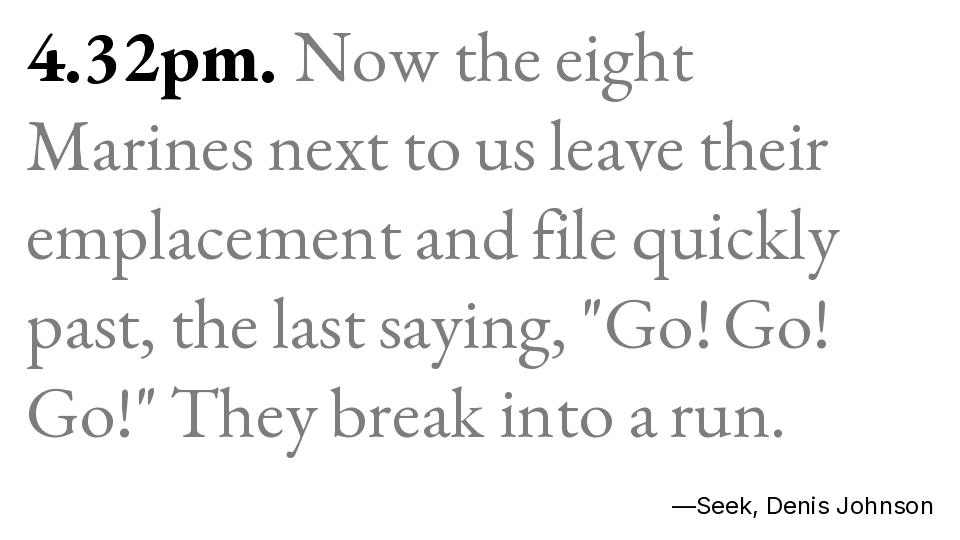 4.32pm. Now the eight
Marines next to us leave their
emplacement and file quickly
past, the last saying, "Go! Go!
Go!" They break into a run.
—Seek, Denis Johnson